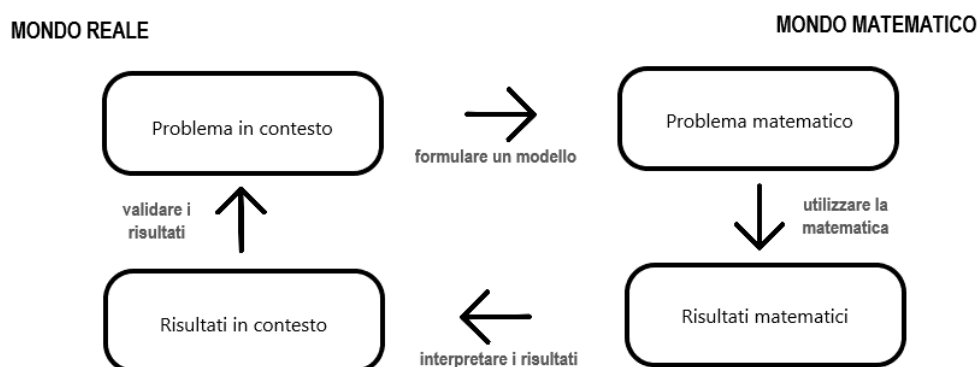 MONDO REALE
MONDO MATEMATICO
Problema in contesto
formulare un modello
Problema matematico
validare i
risultati
utilizzare la
matematica
Risultati in contesto
interpretare i risultati
Risultati matematici